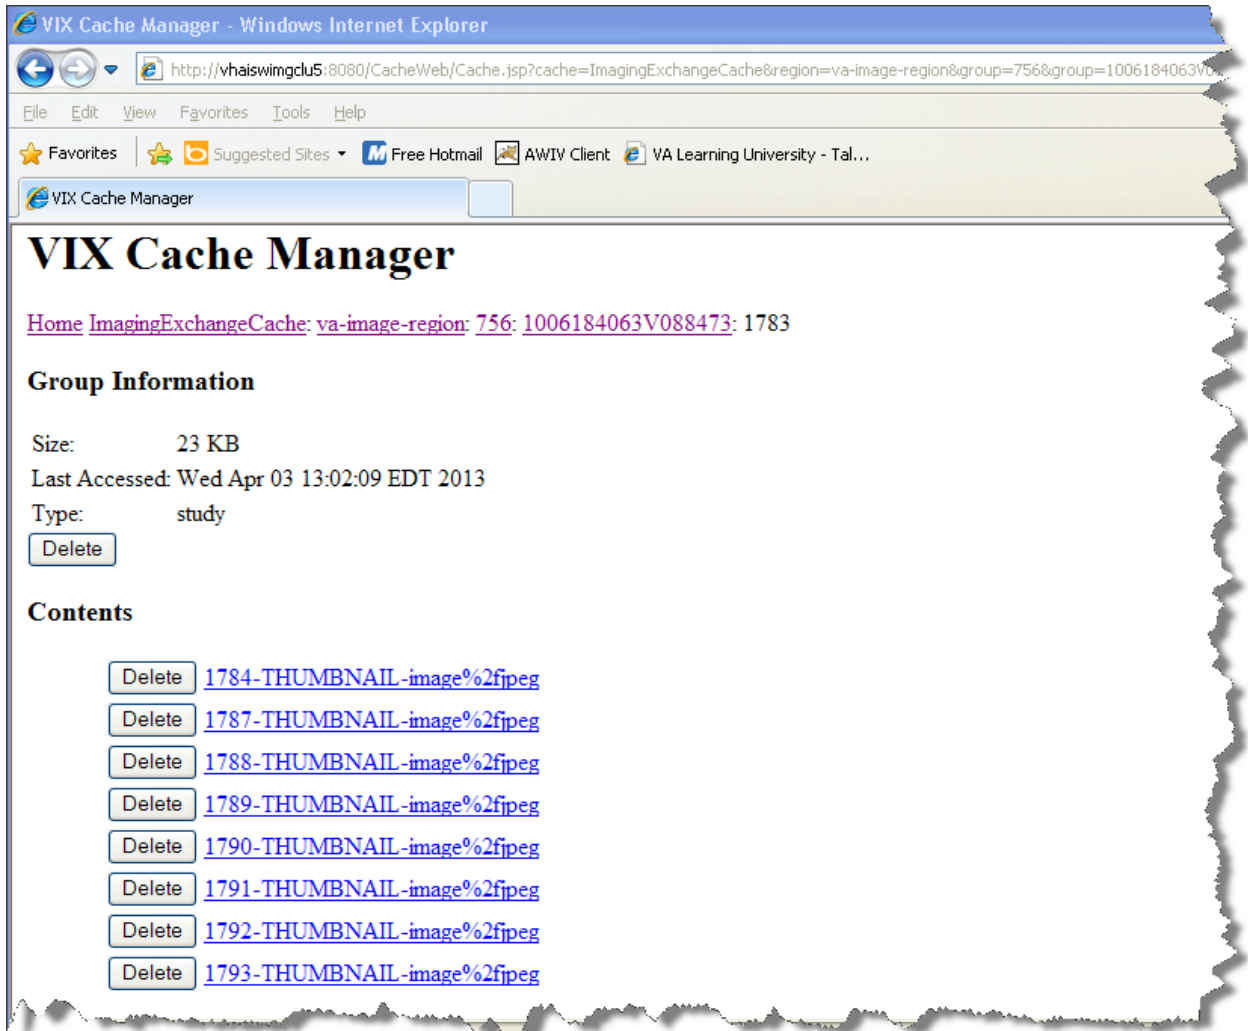 VIX Cache Manager - Windows Internet Explorer
http://vhaiswimgclu5:8080/CacheWeb/Cache.jsp?cache=ImagingExchangeCache&region=va-image-region&group=756&group=1006184063V0
File Edit View Favorites Tools Help
Favorites Suggested Sites Free Hotmail AWIV Client VA Learning University - Tal...
VIX Cache Manager
VIX Cache Manager
Home ImagingExchangeCache: va-image-region: 756: 1006184063V088473: 1783
Group Information
Size: 23 KB
Last Accessed: Wed Apr 03 13:02:09 EDT 2013
Type: study
Delete
Contents
Delete 1784-THUMBNAIL-image%2fjpeg
Delete 1787-THUMBNAIL-image%2fjpeg
Delete 1788-THUMBNAIL-image%2fjpeg
Delete 1789-THUMBNAIL-image%2fjpeg
Delete 1790-THUMBNAIL-image%2fjpeg
Delete 1791-THUMBNAIL-image%2fjpeg
Delete 1792-THUMBNAIL-image%2fjpeg
Delete 1793-THUMBNAIL-image%2fjpeg